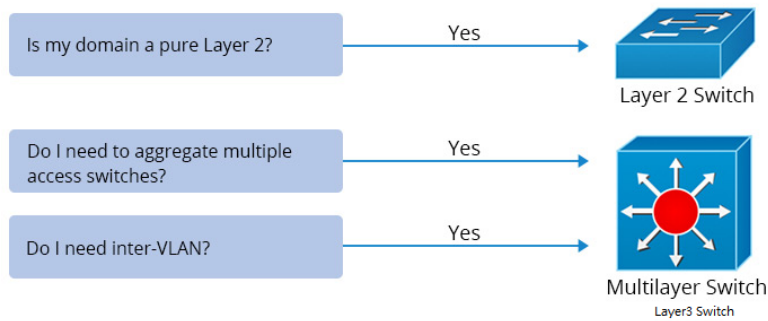 Is my domain a pure Layer 2?
Yes
Layer 2 Switch
Do I need to aggregate multiple
access switches?
Yes
Do I need inter-VLAN?
Yes
Multilayer Switch
Layer3 Switch